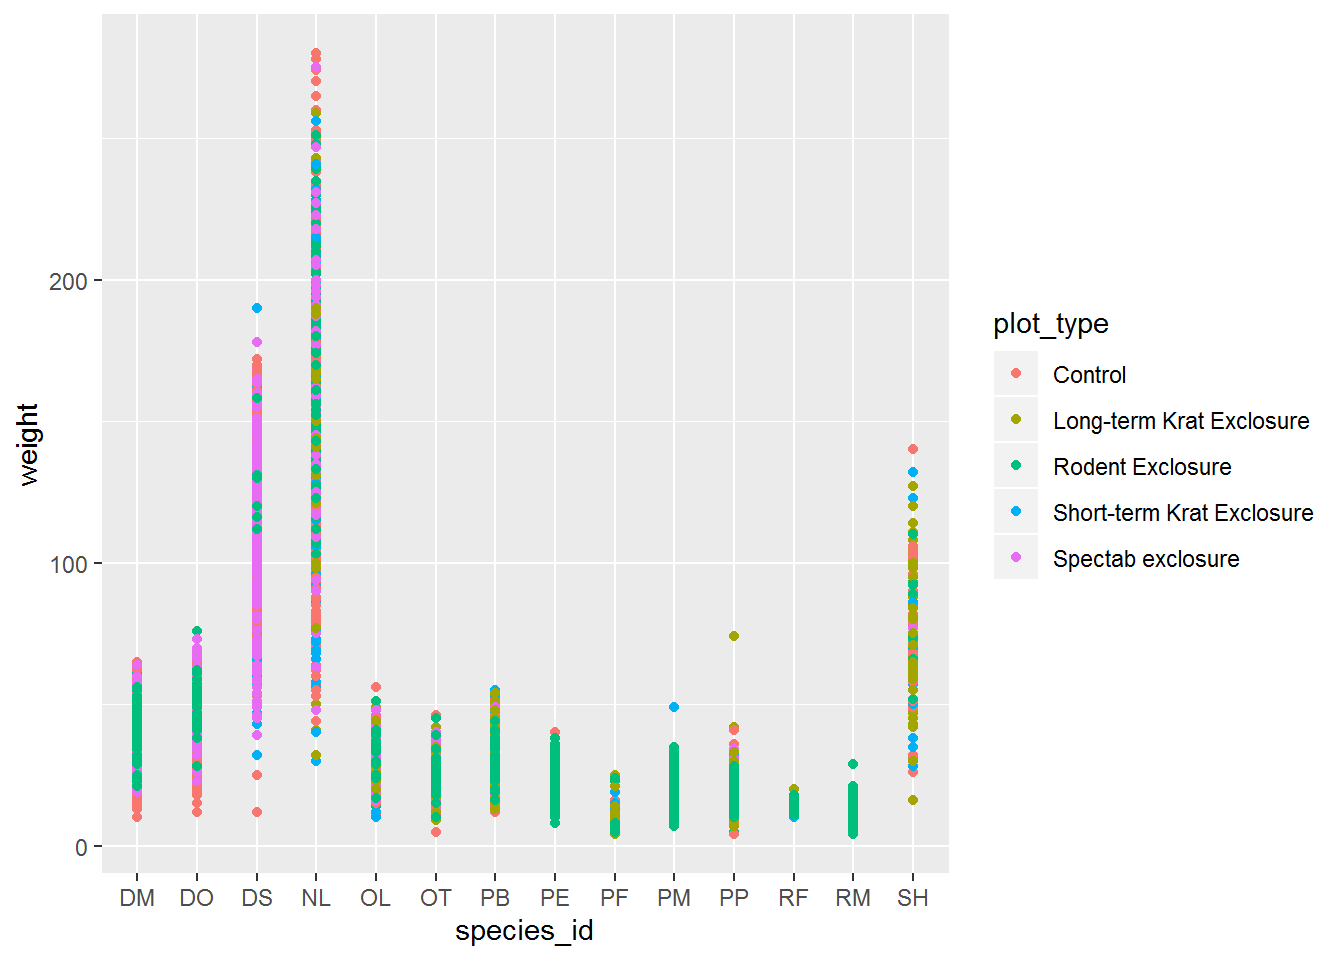 200
100
0
weight
DM DO DS NL OL OT PB PE PF PM PP RF RM SH
species_id
plot_type
Control
Long-term Krat Exclosure
Rodent Exclosure
Short-term Krat Exclosure
Spectab exclosure